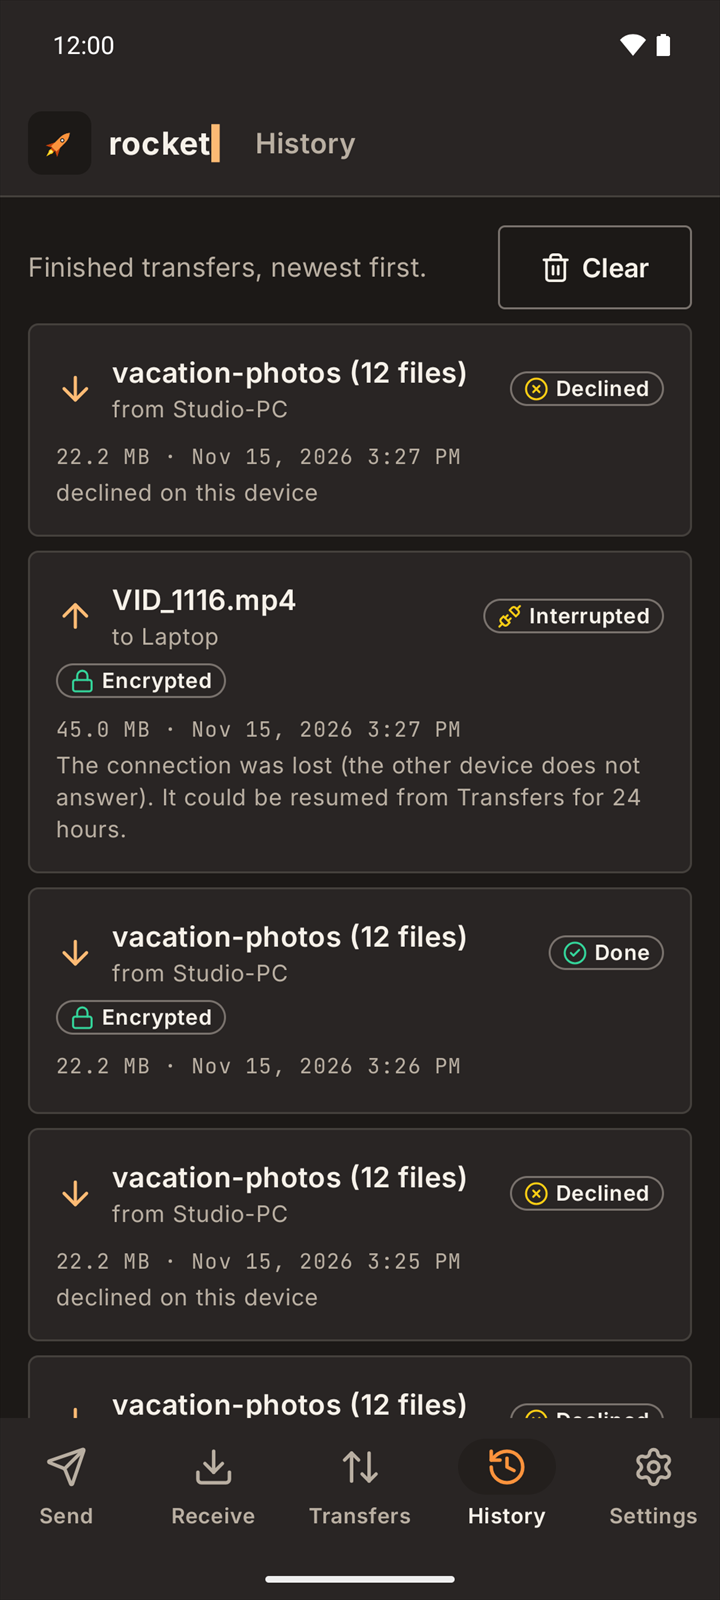 12:00
rocket History
Finished transfers, newest first.
Clear
vacation-photos (12 files)
from Studio-PC
Declined
22.2 MB · Nov 15, 2026 3:27 PM
declined on this device
VID_1116.mp4
to Laptop
Interrupted
Encrypted
45.0 MB · Nov 15, 2026 3:27 PM
The connection was lost (the other device does not
answer). It could be resumed from Transfers for 24
hours.
vacation-photos (12 files)
from Studio-PC
Done
Encrypted
22.2 MB · Nov 15, 2026 3:26 PM
vacation-photos (12 files)
from Studio-PC
Declined
22.2 MB · Nov 15, 2026 3:25 PM
declined on this device
vacation-photos (12 files)
Declined
Send
Receive
Transfers
History
Settings